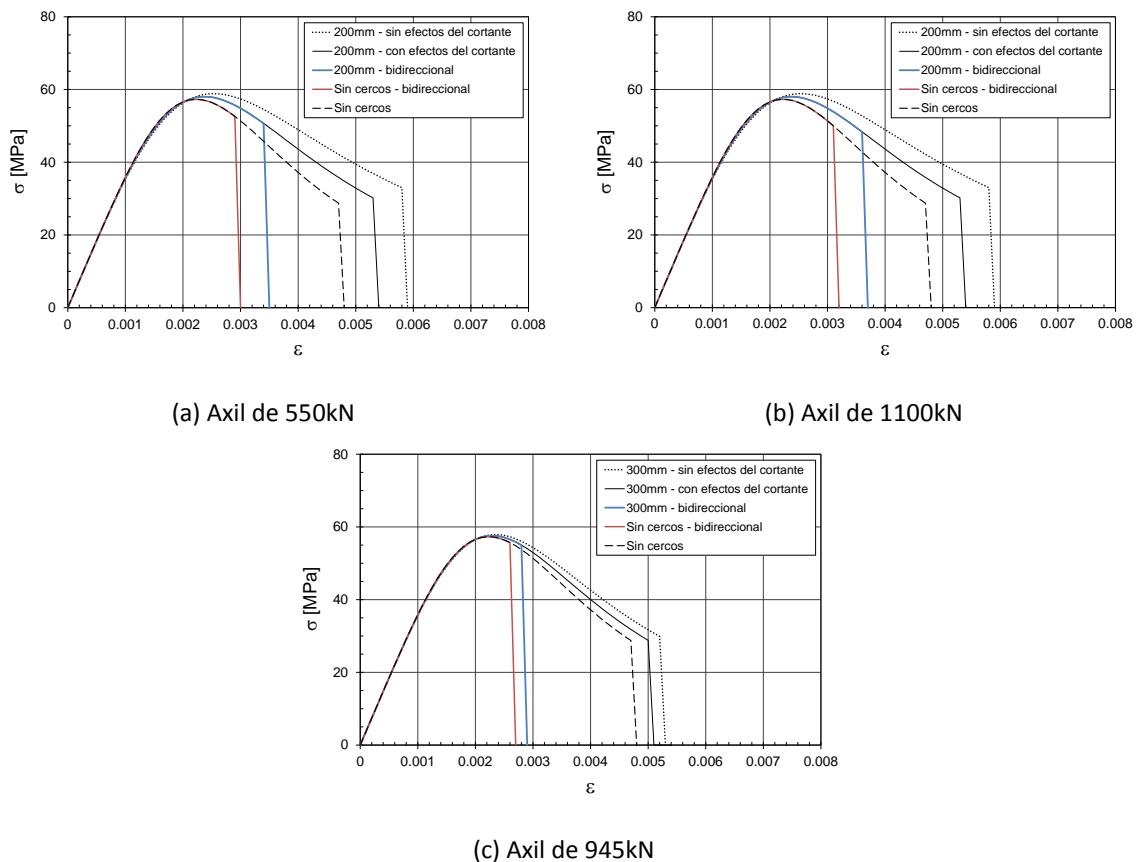 80
60
40
20
0
σ [MPa]
0 0.001 0.002 0.003 0.004 0.005 0.006 0.007 0.008
ε
200mm - sin efectos del cortante
200mm - con efectos del cortante
200mm - bidireccional
Sin cercos - bidireccional
Sin cercos
(a) Axil de 550kN
80
60
40
20
0
σ [MPa]
0 0.001 0.002 0.003 0.004 0.005 0.006 0.007 0.008
ε
200mm - sin efectos del cortante
200mm - con efectos del cortante
200mm - bidireccional
Sin cercos - bidireccional
Sin cercos
(b) Axil de 1100kN
80
60
40
20
0
σ [MPa]
0 0.001 0.002 0.003 0.004 0.005 0.006 0.007 0.008
ε
300mm - sin efectos del cortante
300mm - con efectos del cortante
300mm - bidireccional
Sin cercos - bidireccional
Sin cercos
(c) Axil de 945kN